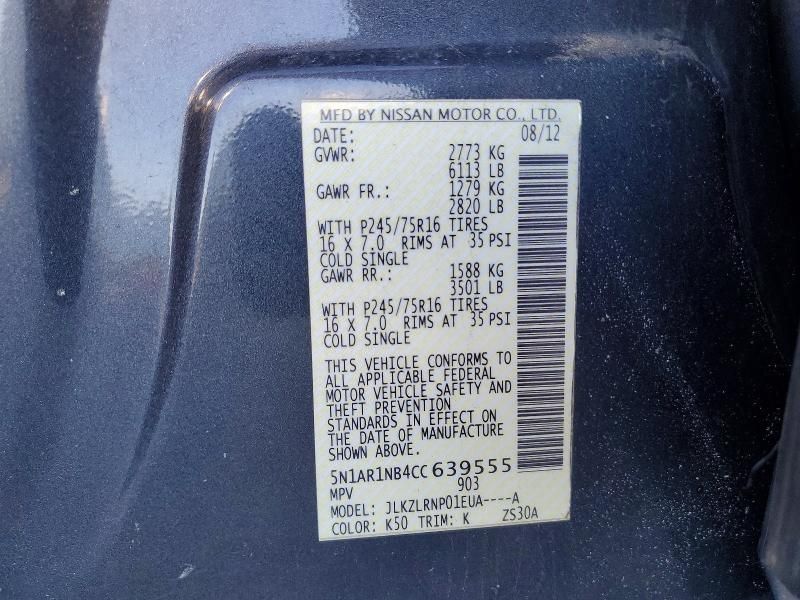 MFD BY NISSAN MOTOR CO., LTD.
DATE: 08/12
GVWR: 2773 KG
6113 LB
GAWR FR.: 1279 KG
2820 LB
WITH P245/75R16 TIRES
16 X 7.0 RIMS AT 35 PSI
COLD SINGLE
GAWR RR.: 1588 KG
3501 LB
WITH P245/75R16 TIRES
16 X 7.0 RIMS AT 35 PSI
COLD SINGLE
THIS VEHICLE CONFORMS TO
ALL APPLICABLE FEDERAL
MOTOR VEHICLE SAFETY AND
THEFT PREVENTION
STANDARDS IN EFFECT ON
THE DATE OF MANUFACTURE
SHOWN ABOVE.
5N1AR1NB4CC639555
MPV 903
MODEL: JLKZLRNP01EUA----A
COLOR: K50 TRIM: K ZS30A